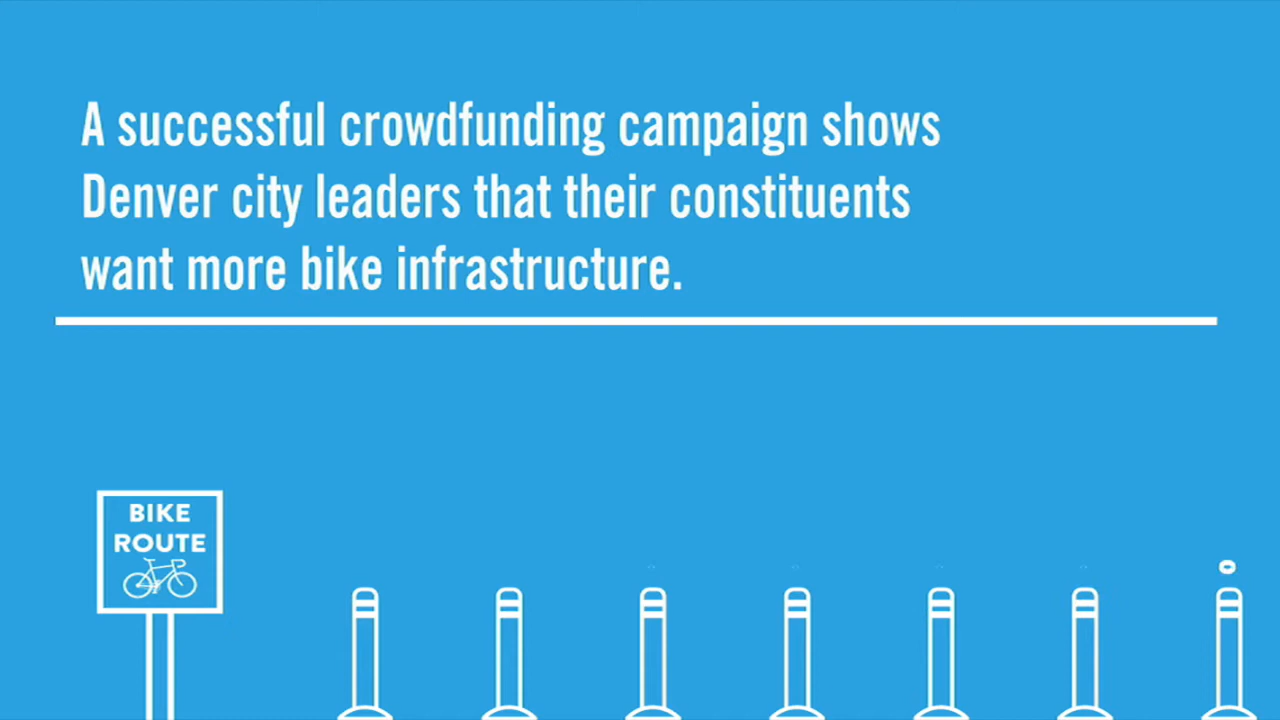 A successful crowdfunding campaign shows
Denver city leaders that their constituents
want more bike infrastructure.
BIKE
ROUTE